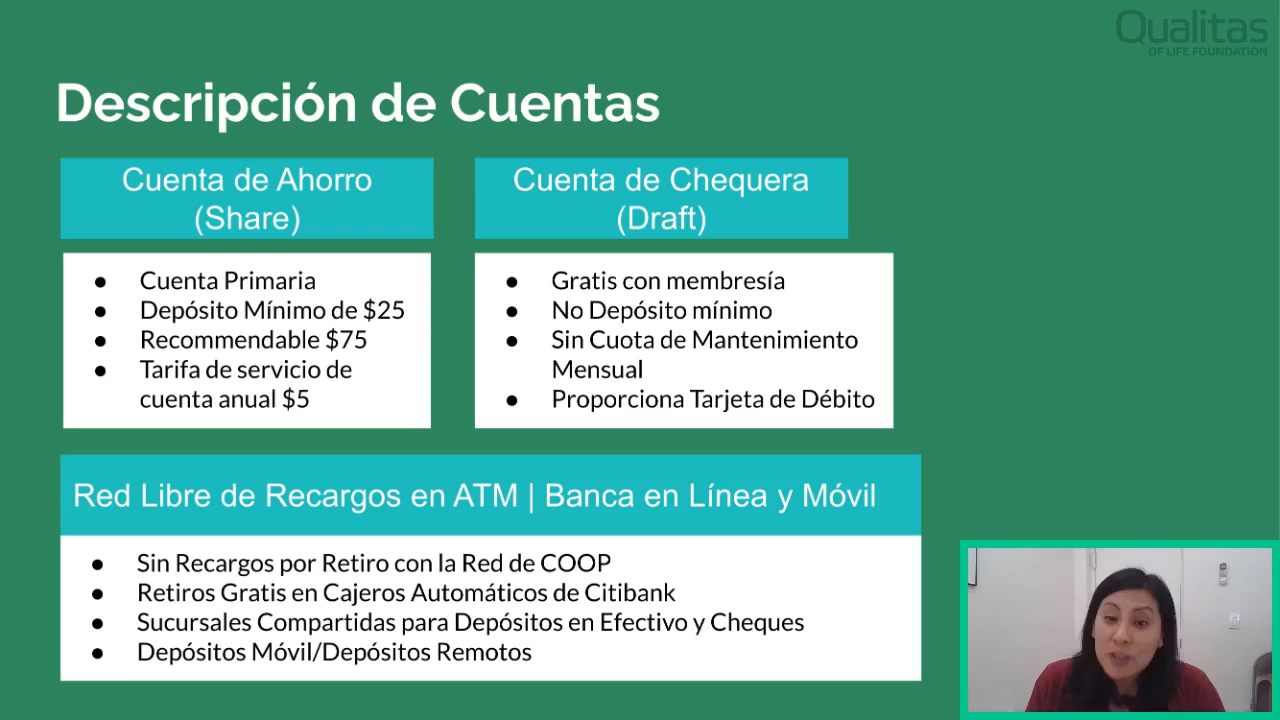 Qualitas
OF LIFE FOUNDATION
Descripción de Cuentas
Cuenta de Ahorro
(Share)
● Cuenta Primaria
● Depósito Mínimo de $25
● Recommendable $75
● Tarifa de servicio de
cuenta anual $5
Cuenta de Chequera
(Draft)
● Gratis con membresía
● No Depósito mínimo
● Sin Cuota de Mantenimiento
Mensual
● Proporciona Tarjeta de Débito
Red Libre de Recargos en ATM | Banca en Línea y Móvil
● Sin Recargos por Retiro con la Red de COOP
● Retiros Gratis en Cajeros Automáticos de Citibank
● Sucursales Compartidas para Depósitos en Efectivo y Cheques
● Depósitos Móvil/Depósitos Remotos